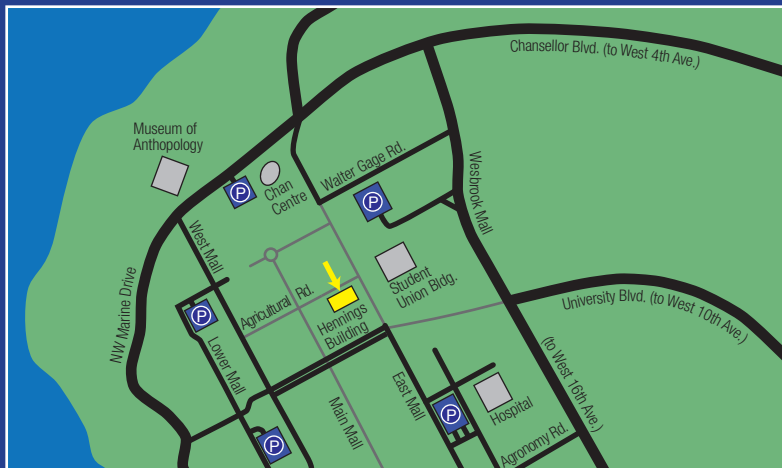 Chansellor Blvd. (to West 4th Ave.)
Museum of
Anthopology
Walter Gage Rd.
Wesbrook Mall
P
Chan
Centre
P
West Mall
NW Marine Drive
Student
Union Bldg.
Agricultural Rd.
University Blvd. (to West 10th Ave.)
P
Hennings
Building
Lower Mall
(to West 16th Ave.)
East Mall
Main Mall
Hospital
P
Agronomy Rd.
P